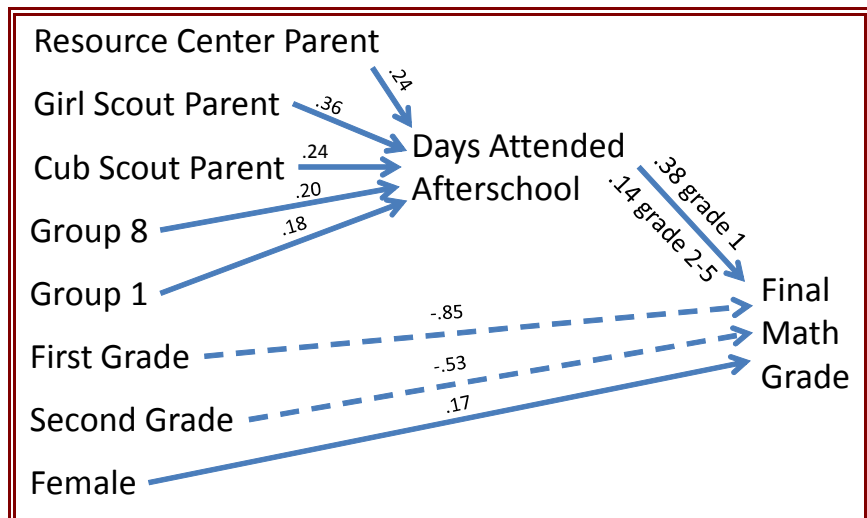 Resource Center Parent
.24
Girl Scout Parent
.36
Days Attended
Afterschool
Cub Scout Parent
.24
.20
Group 8
.18
Group 1
.38 grade 1
.14 grade 2-5
Final
Math
Grade
-.85
First Grade
-.53
Second Grade
.17
Female